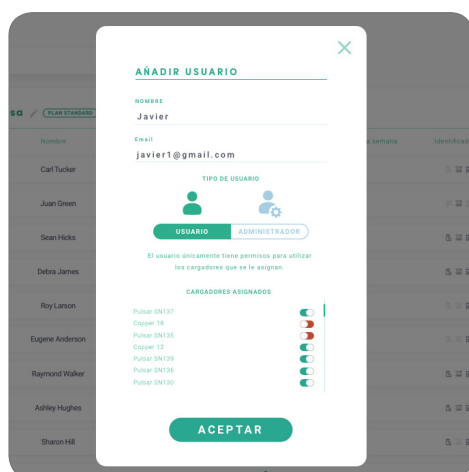 AÑADIR USUARIO
NOMBRE
Javier
Email
javier1@gmail.com
TIPO DE USUARIO
USUARIO ADMINISTRADOR
El usuario únicamente tiene permisos para utilizar
los cargadores que se le asignan.
CARGADORES ASIGNADOS
Pulsar SN137
Copper 18
Pulsar SN135
Copper 12
Pulsar SN139
Pulsar SN136
Pulsar SN130
ACEPTAR
sa PLAN STANDARD
Nombre a semana Identificad
Carl Tucker
Juan Green
Sean Hicks
Debra James
Roy Larson
Eugene Anderson
Raymond Walker
Ashley Hughes
Sharon Hill